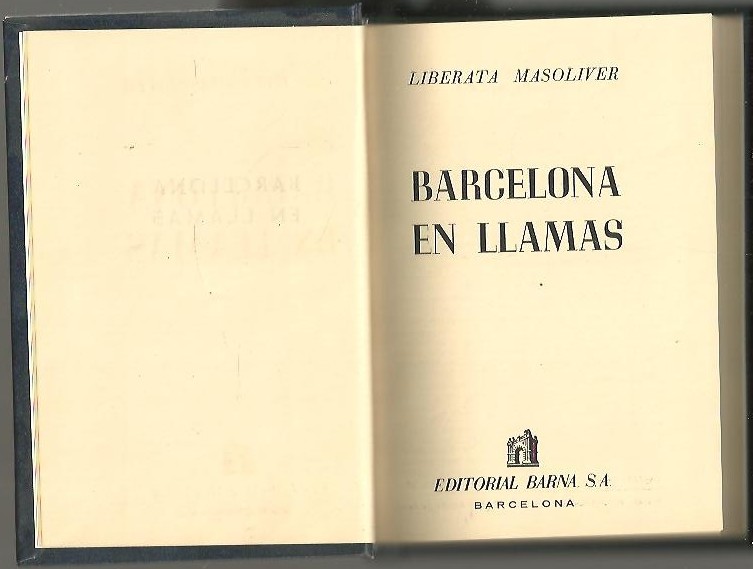 LIBERATA MASOLIVER
BARCELONA
EN LLAMAS
EDITORIAL BARNA, S.A.
BARCELONA